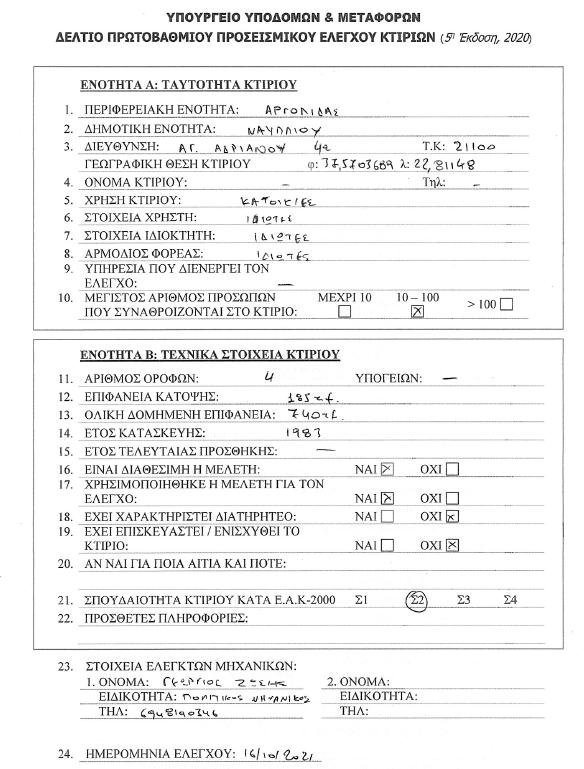 ΥΠΟΥΡΓΕΙΟ ΥΠΟΔΟΜΩΝ & ΜΕΤΑΦΟΡΩΝ
ΔΕΛΤΙΟ ΠΡΩΤΟΒΑΘΜΙΟΥ ΠΡΟΣΕΙΣΜΙΚΟΥ ΕΛΕΓΧΟΥ ΚΤΙΡΙΩΝ (5η Έκδοση, 2020)
ΕΝΟΤΗΤΑ Α: ΤΑΥΤΟΤΗΤΑ ΚΤΙΡΙΟΥ
1. ΠΕΡΙΦΕΡΕΙΑΚΗ ΕΝΟΤΗΤΑ: ΑΡΓΟΛΙΔΑΣ
2. ΔΗΜΟΤΙΚΗ ΕΝΟΤΗΤΑ: ΝΑΥΠΛΙΟΥ
3. ΔΙΕΥΘΥΝΣΗ: ΑΓ. ΑΔΡΙΑΝΟΥ 42 Τ.Κ: 21100
ΓΕΩΓΡΑΦΙΚΗ ΘΕΣΗ ΚΤΙΡΙΟΥ φ: 37,5703689 λ: 22,81148
4. ΟΝΟΜΑ ΚΤΙΡΙΟΥ: – Τηλ: –
5. ΧΡΗΣΗ ΚΤΙΡΙΟΥ: ΚΑΤΟΙΚΙΕΣ
6. ΣΤΟΙΧΕΙΑ ΧΡΗΣΤΗ: ΙΔΙΩΤΕΣ
7. ΣΤΟΙΧΕΙΑ ΙΔΙΟΚΤΗΤΗ: ΙΔΙΩΤΕΣ
8. ΑΡΜΟΔΙΟΣ ΦΟΡΕΑΣ: ΙΔΙΩΤΕΣ
9. ΥΠΗΡΕΣΙΑ ΠΟΥ ΔΙΕΝΕΡΓΕΙ ΤΟΝ
ΕΛΕΓΧΟ: —
10. ΜΕΓΙΣΤΟΣ ΑΡΙΘΜΟΣ ΠΡΟΣΩΠΩΝ ΜΕΧΡΙ 10 10 – 100 > 100 ☐
ΠΟΥ ΣΥΝΑΘΡΟΙΖΟΝΤΑΙ ΣΤΟ ΚΤΙΡΙΟ: ☐ ☒
ΕΝΟΤΗΤΑ Β: ΤΕΧΝΙΚΑ ΣΤΟΙΧΕΙΑ ΚΤΙΡΙΟΥ
11. ΑΡΙΘΜΟΣ ΟΡΟΦΩΝ: 4 ΥΠΟΓΕΙΩΝ: —
12. ΕΠΙΦΑΝΕΙΑ ΚΑΤΟΨΗΣ: 185τμ.
13. ΟΛΙΚΗ ΔΟΜΗΜΕΝΗ ΕΠΙΦΑΝΕΙΑ: 740τμ.
14. ΕΤΟΣ ΚΑΤΑΣΚΕΥΗΣ: 1983
15. ΕΤΟΣ ΤΕΛΕΥΤΑΙΑΣ ΠΡΟΣΘΗΚΗΣ: —
16. ΕΙΝΑΙ ΔΙΑΘΕΣΙΜΗ Η ΜΕΛΕΤΗ: ΝΑΙ ☒ ΟΧΙ ☐
17. ΧΡΗΣΙΜΟΠΟΙΗΘΗΚΕ Η ΜΕΛΕΤΗ ΓΙΑ ΤΟΝ
ΕΛΕΓΧΟ: ΝΑΙ ☒ ΟΧΙ ☐
18. ΕΧΕΙ ΧΑΡΑΚΤΗΡΙΣΤΕΙ ΔΙΑΤΗΡΗΤΕΟ: ΝΑΙ ☐ ΟΧΙ ☒
19. ΕΧΕΙ ΕΠΙΣΚΕΥΑΣΤΕΙ / ΕΝΙΣΧΥΘΕΙ ΤΟ
ΚΤΙΡΙΟ: ΝΑΙ ☐ ΟΧΙ ☒
20. ΑΝ ΝΑΙ ΓΙΑ ΠΟΙΑ ΑΙΤΙΑ ΚΑΙ ΠΟΤΕ:
21. ΣΠΟΥΔΑΙΟΤΗΤΑ ΚΤΙΡΙΟΥ ΚΑΤΑ Ε.Α.Κ-2000 Σ1 Σ2 Σ3 Σ4
22. ΠΡΟΣΘΕΤΕΣ ΠΛΗΡΟΦΟΡΙΕΣ:
23. ΣΤΟΙΧΕΙΑ ΕΛΕΓΚΤΩΝ ΜΗΧΑΝΙΚΩΝ:
1. ΟΝΟΜΑ: ΓΕΩΡΓΙΟΣ 2. ΟΝΟΜΑ:
ΕΙΔΙΚΟΤΗΤΑ: ΠΟΛΙΤΙΚΟΣ ΜΗΧΑΝΙΚΟΣ ΕΙΔΙΚΟΤΗΤΑ:
ΤΗΛ: 6948190346 ΤΗΛ:
24. ΗΜΕΡΟΜΗΝΙΑ ΕΛΕΓΧΟΥ: 16/10/2021